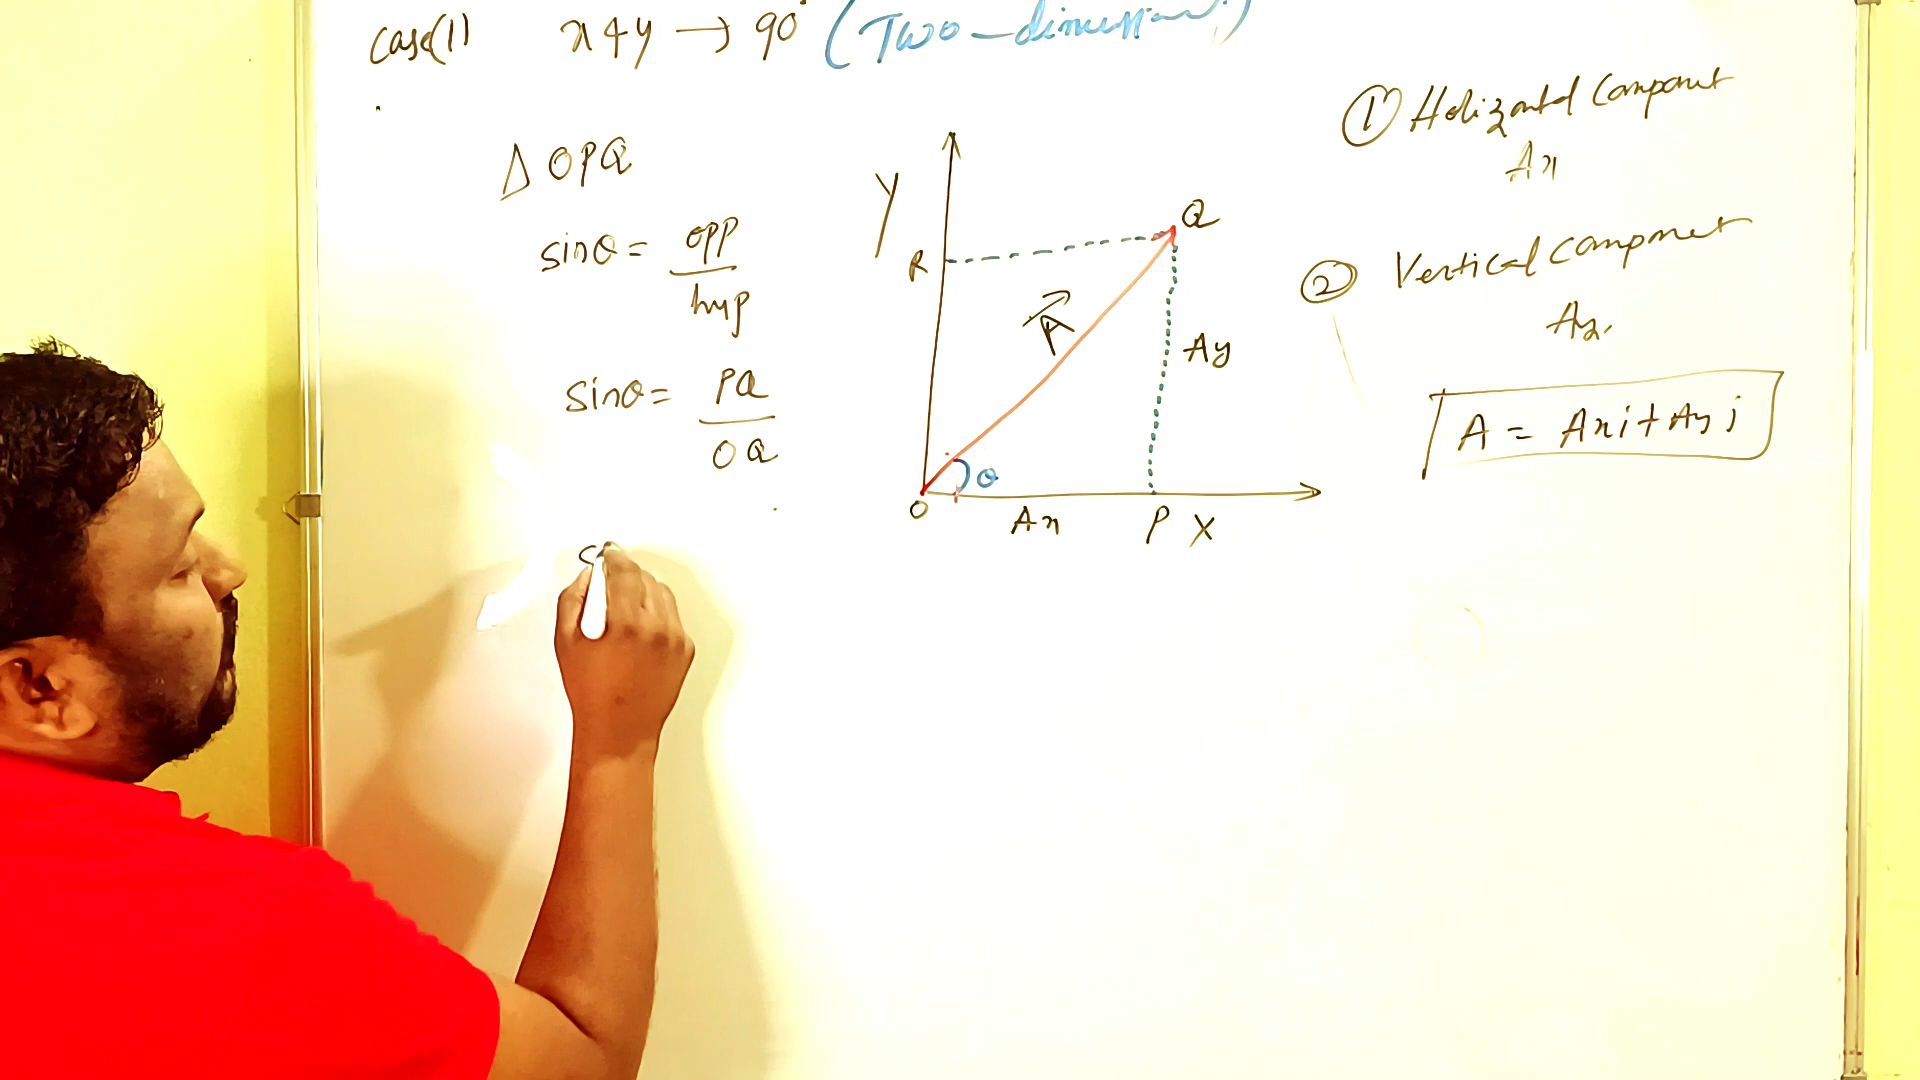 case(1) x & y → 90° (Two-dimension)
Δ OPQ
sinθ = opp
hyp
sinθ = PQ
OQ
s
Y
R
Q
A
Ay
θ
O
Ax
P X
① Horizontal Component
Ax
② Vertical Component
A = Axi + Ayj